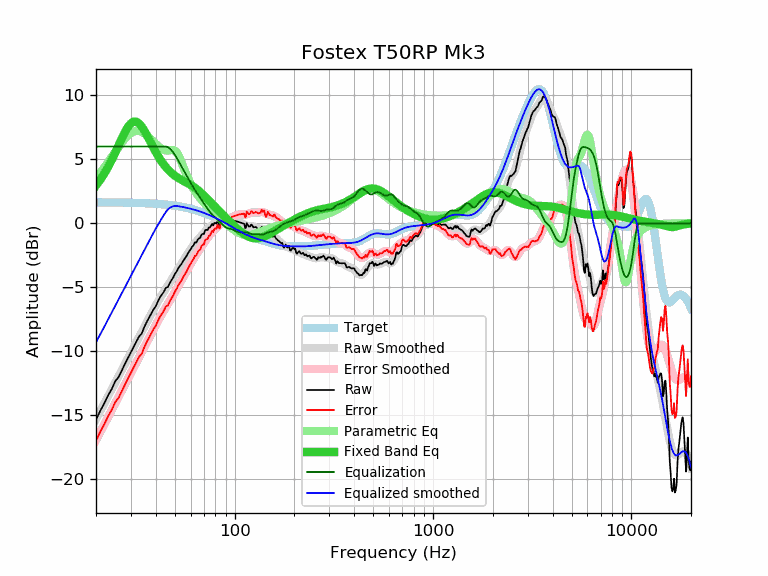 Fostex T50RP Mk3
10
5
0
−5
−10
−15
−20
Amplitude (dBr)
Target
Raw Smoothed
Error Smoothed
Raw
Error
Parametric Eq
Fixed Band Eq
Equalization
Equalized smoothed
100 1000 10000
Frequency (Hz)